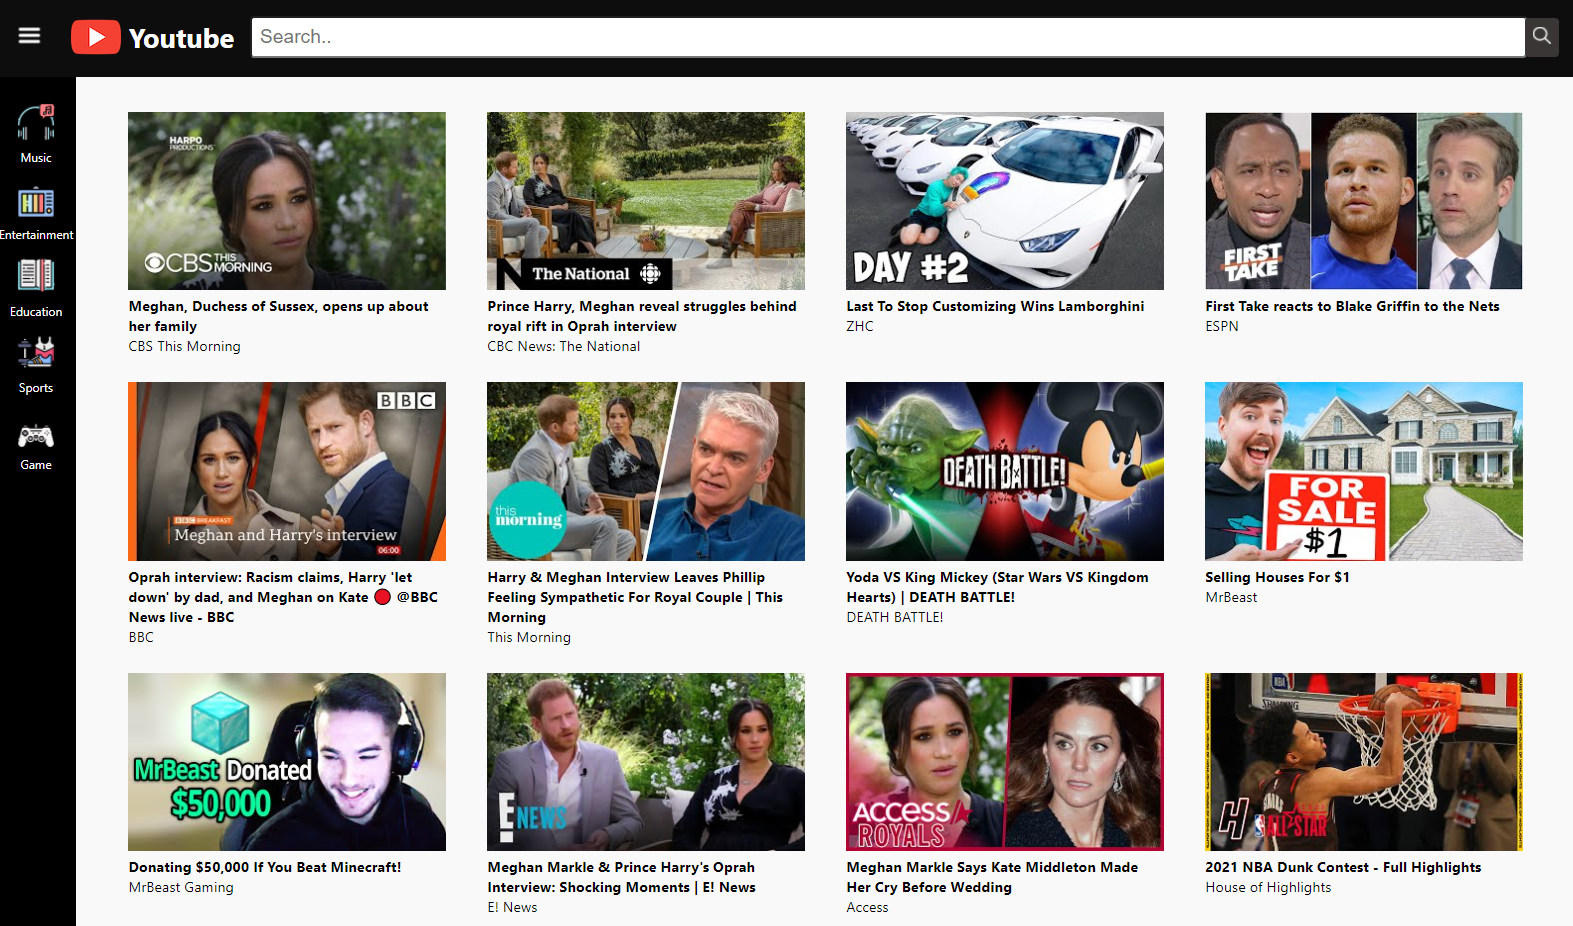 Youtube
Search..
Music
Entertainment
Education
Sports
Game
HARPO
PRODUCTIONS
CBS THIS MORNING
Meghan, Duchess of Sussex, opens up about
her family
CBS This Morning
The National
Prince Harry, Meghan reveal struggles behind
royal rift in Oprah interview
CBC News: The National
DAY #2
Last To Stop Customizing Wins Lamborghini
ZHC
FIRST
TAKE
First Take reacts to Blake Griffin to the Nets
ESPN
BBC
BBC BREAKFAST
Meghan and Harry's interview
06:00
Oprah interview: Racism claims, Harry 'let
down' by dad, and Meghan on Kate 🔴 @BBC
News live - BBC
BBC
this
morning
Harry & Meghan Interview Leaves Phillip
Feeling Sympathetic For Royal Couple | This
Morning
This Morning
DEATH BATTLE!
Yoda VS King Mickey (Star Wars VS Kingdom
Hearts) | DEATH BATTLE!
DEATH BATTLE!
FOR
SALE
$1
Selling Houses For $1
MrBeast
MrBeast Donated
$50,000
Donating $50,000 If You Beat Minecraft!
MrBeast Gaming
E! NEWS
Meghan Markle & Prince Harry's Oprah
Interview: Shocking Moments | E! News
E! News
ACCESS
ROYALS
Meghan Markle Says Kate Middleton Made
Her Cry Before Wedding
Access
SPALDING
H
NBA ALL STAR
2021 NBA Dunk Contest - Full Highlights
House of Highlights